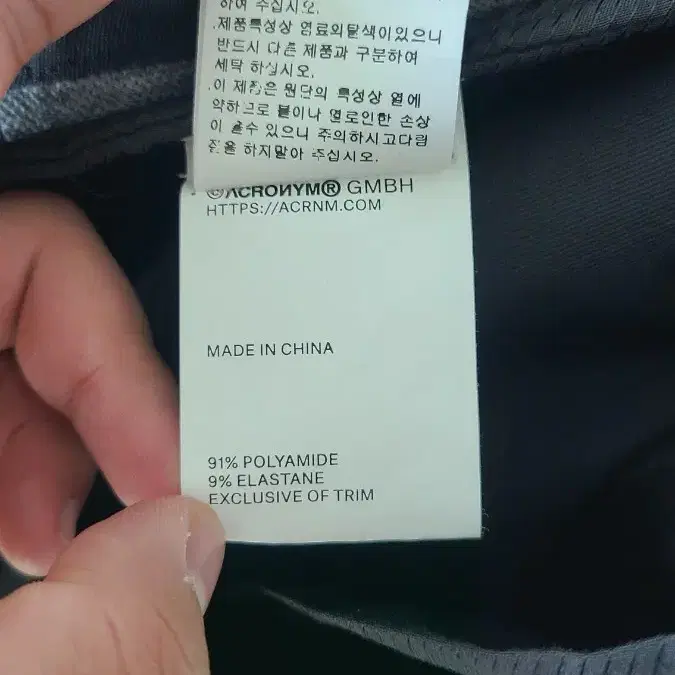 하여 주십시오.
.제품특성상 염료의탈색이있으니
반드시 다른 제품과 구분하여
세탁 하십시오.
.이 제품은 원단의 특성상 열에
약하므로 불이나 열로인한 손상
이 올수 있으니 주의하시고다림
질을 하지말아 주십시오.
©ACRONYM® GMBH
HTTPS://ACRNM.COM
MADE IN CHINA
91% POLYAMIDE
9% ELASTANE
EXCLUSIVE OF TRIM